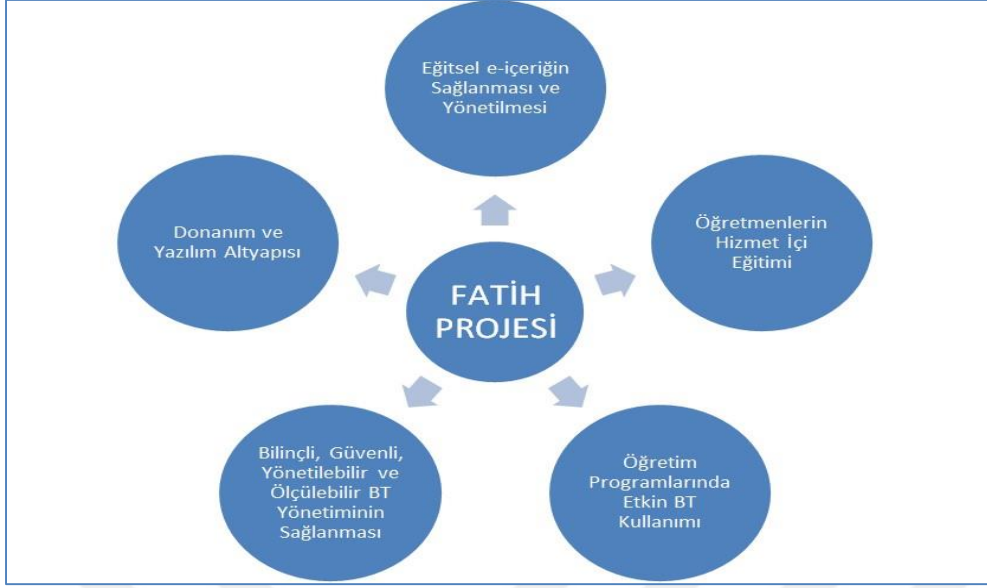 Eğitsel e-içeriğin
Sağlanması ve
Yönetilmesi
Donanım ve
Yazılım Altyapısı
Öğretmenlerin
Hizmet İçi
Eğitimi
FATİH
PROJESİ
Bilinçli, Güvenli,
Yönetilebilir ve
Ölçülebilir BT
Yönetiminin
Sağlanması
Öğretim
Programlarında
Etkin BT
Kullanımı